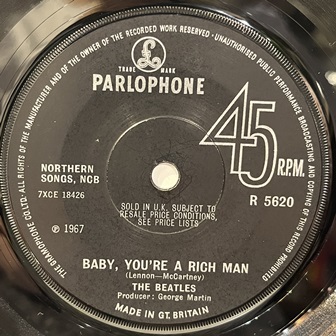 THE GRAMOPHONE CO. LTD. ALL RIGHTS OF THE MANUFACTURER AND OF THE OWNER OF THE RECORDED WORK RESERVED · UNAUTHORISED PUBLIC PERFORMANCE BROADCASTING AND COPYING OF THIS RECORD PROHIBITED
£
TRADE MARK
PARLOPHONE
45 R.P.M.
NORTHERN
SONGS, NCB
7XCE 18426
R 5620
SOLD IN U.K. SUBJECT TO
RESALE PRICE CONDITIONS,
SEE PRICE LISTS
℗ 1967
BABY, YOU'RE A RICH MAN
(Lennon—McCartney)
THE BEATLES
Producer: George Martin
MADE IN GT. BRITAIN